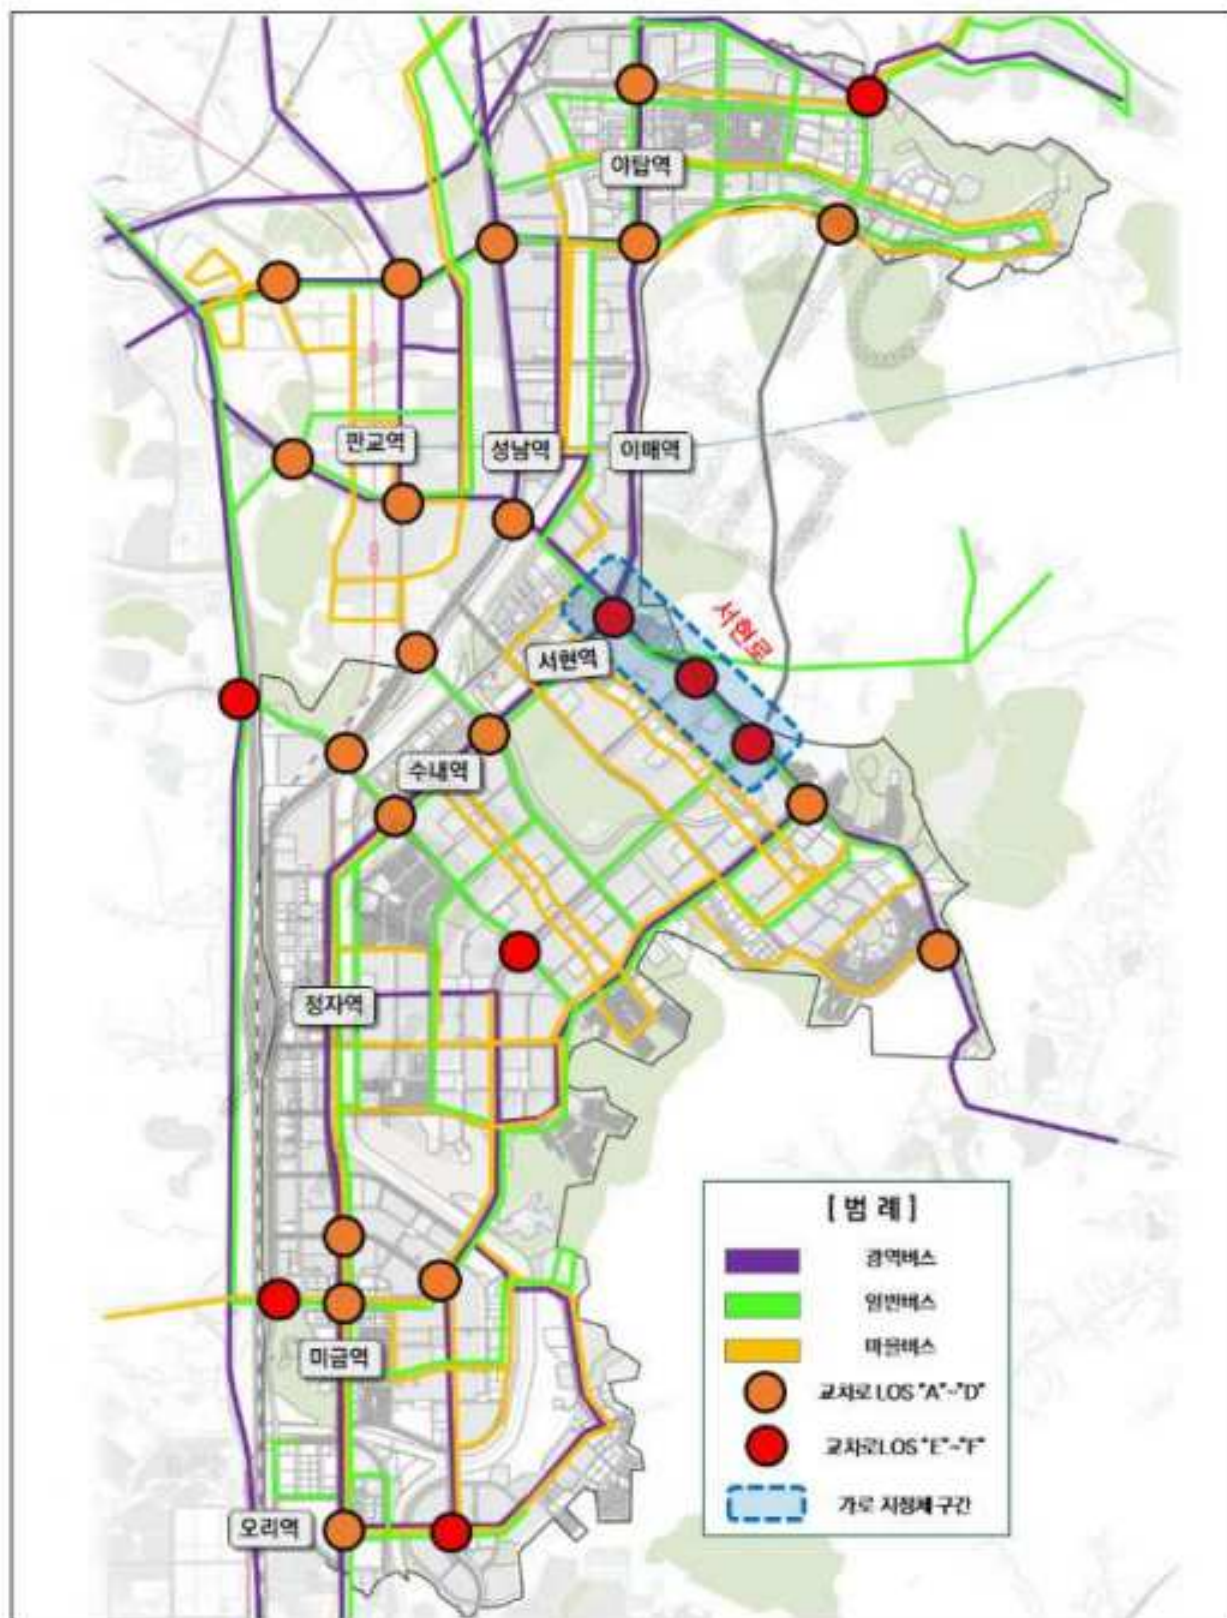 야탑역
판교역
성남역
이매역
서현로
서현역
수내역
정자역
미금역
오리역
[ 범 례 ]
광역버스
일반버스
마을버스
교차로 LOS "A"~"D"
교차로 LOS "E"~"F"
가로 지정체 구간